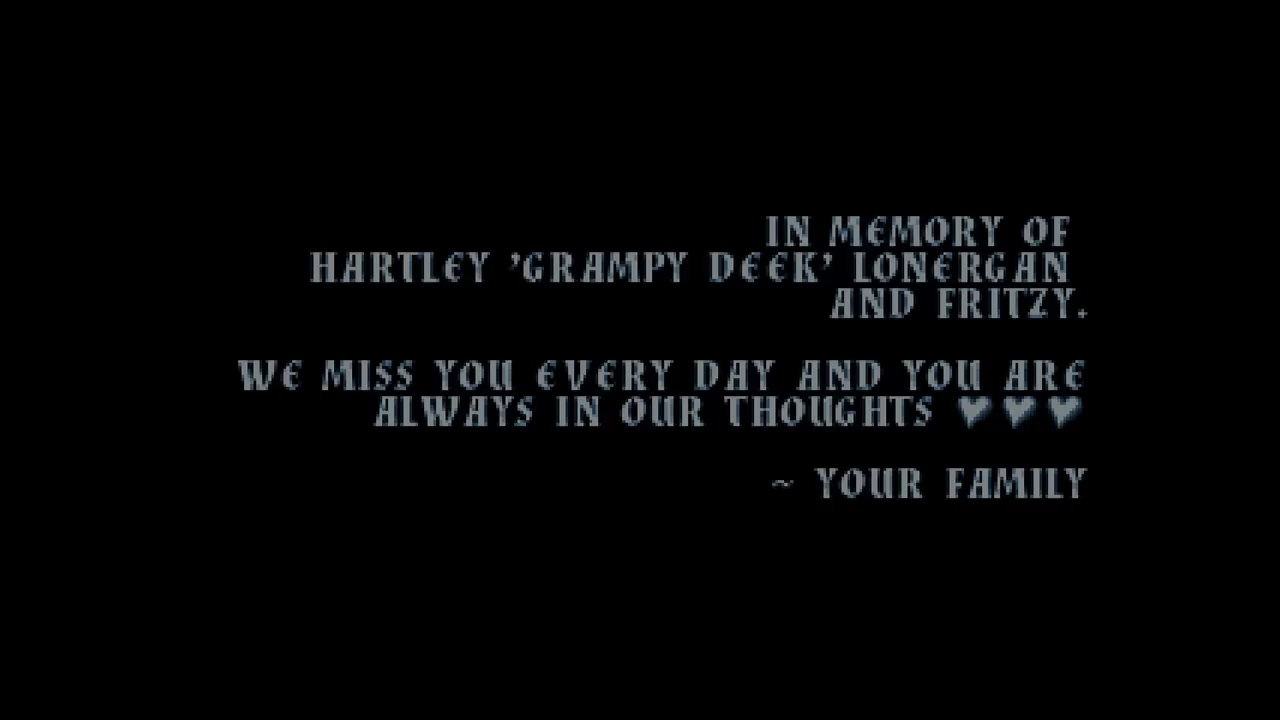 IN MEMORY OF
HARTLEY 'GRAMPY DEEK' LONERGAN
AND FRITZY.
WE MISS YOU EVERY DAY AND YOU ARE
ALWAYS IN OUR THOUGHTS ♥ ♥ ♥
~ YOUR FAMILY